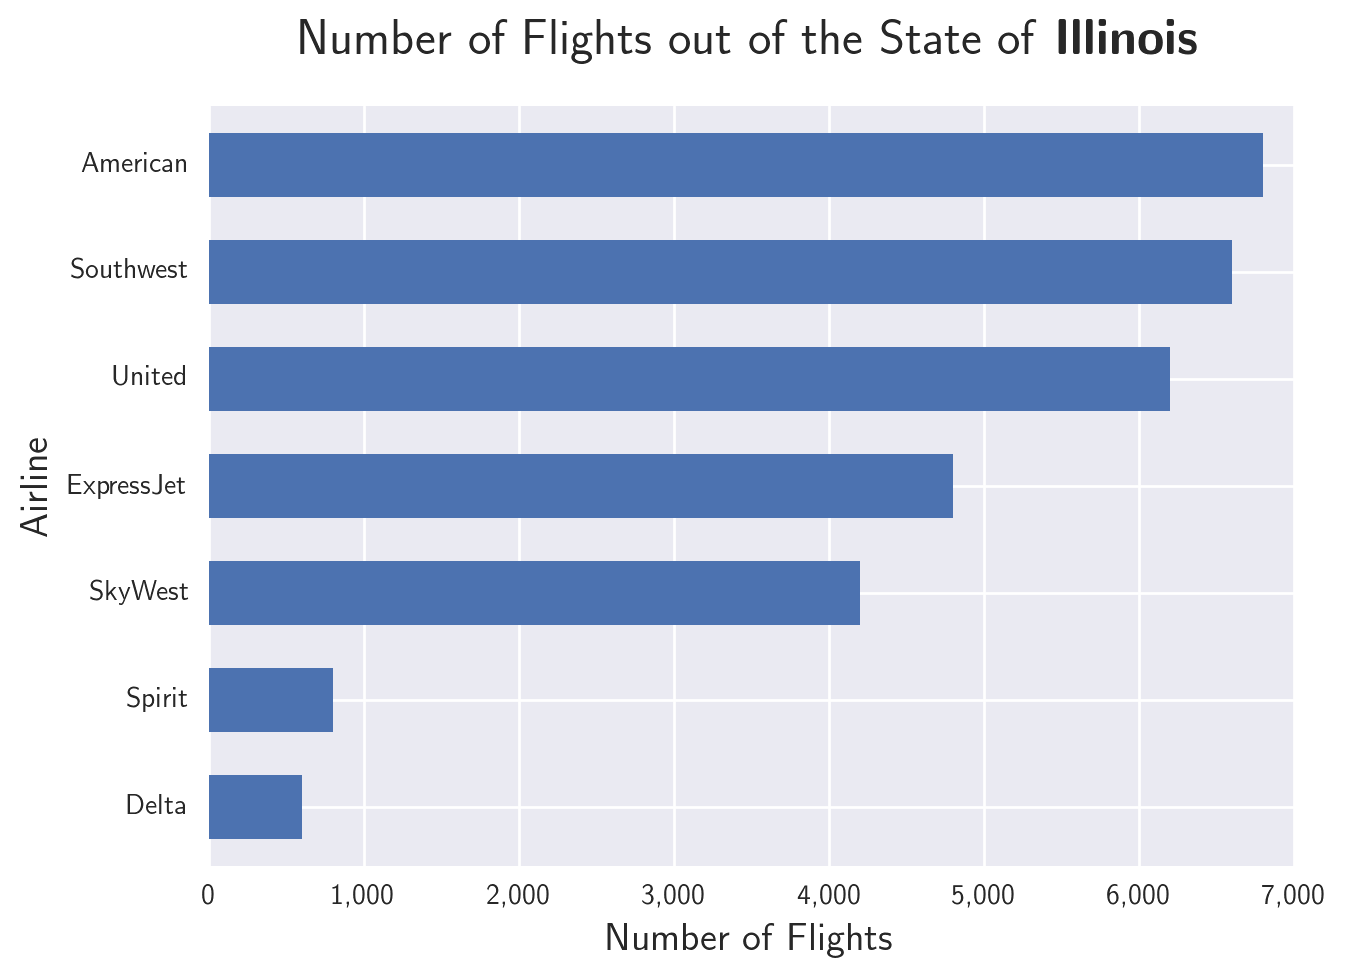 Number of Flights out of the State of Illinois
American
Southwest
United
ExpressJet
SkyWest
Spirit
Delta
Airline
0 1,000 2,000 3,000 4,000 5,000 6,000 7,000
Number of Flights